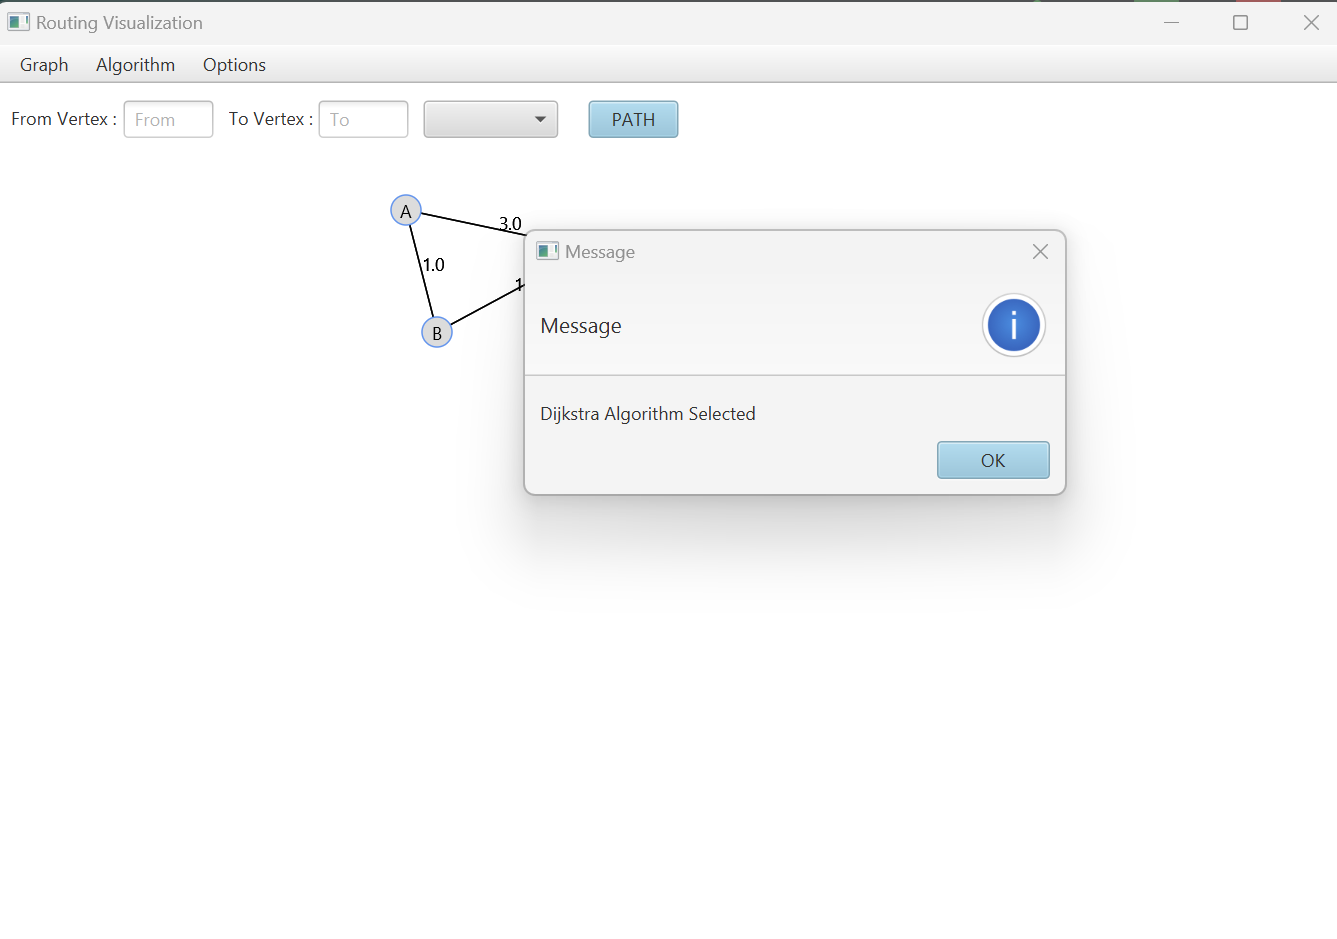 Routing Visualization
Graph Algorithm Options
From Vertex : From To Vertex : To PATH
A
3.0
1.0
1
B
Message
Message
i
Dijkstra Algorithm Selected
OK